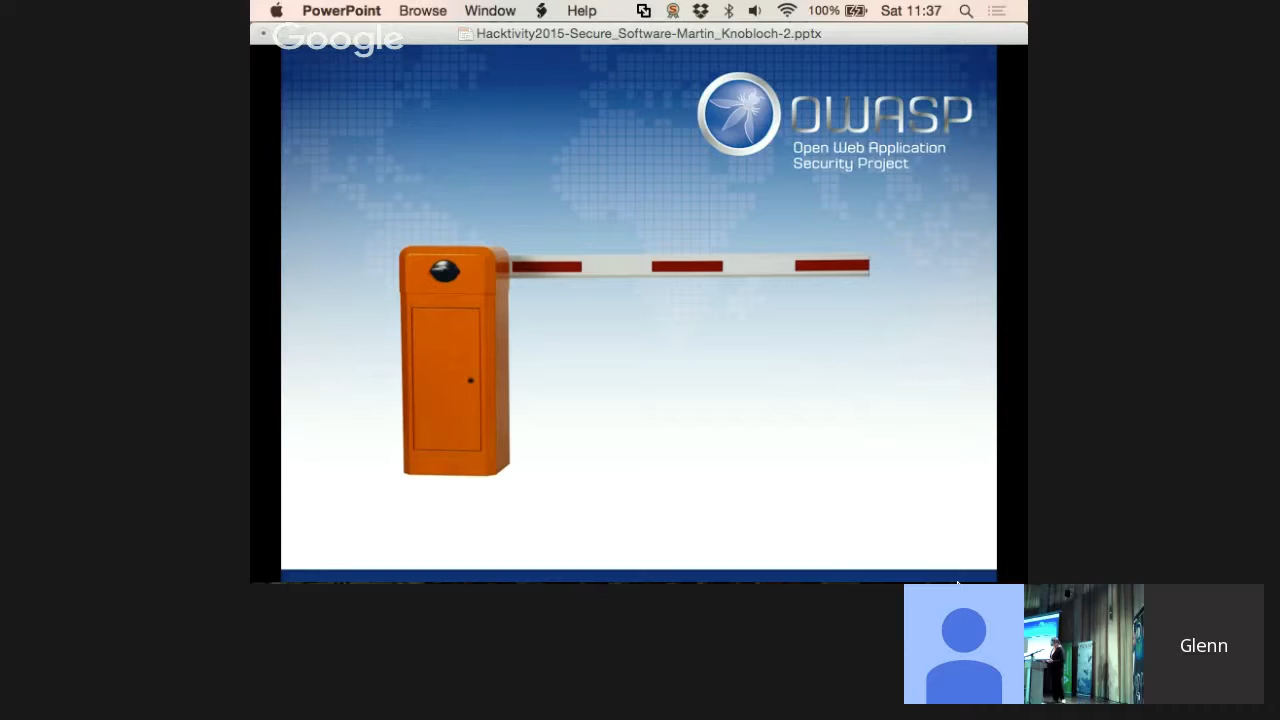 PowerPoint Browse Window Help 100% Sat 11:37
Google
Hacktivity2015-Secure_Software-Martin_Knobloch-2.pptx
OWASP
Open Web Application
Security Project
Glenn